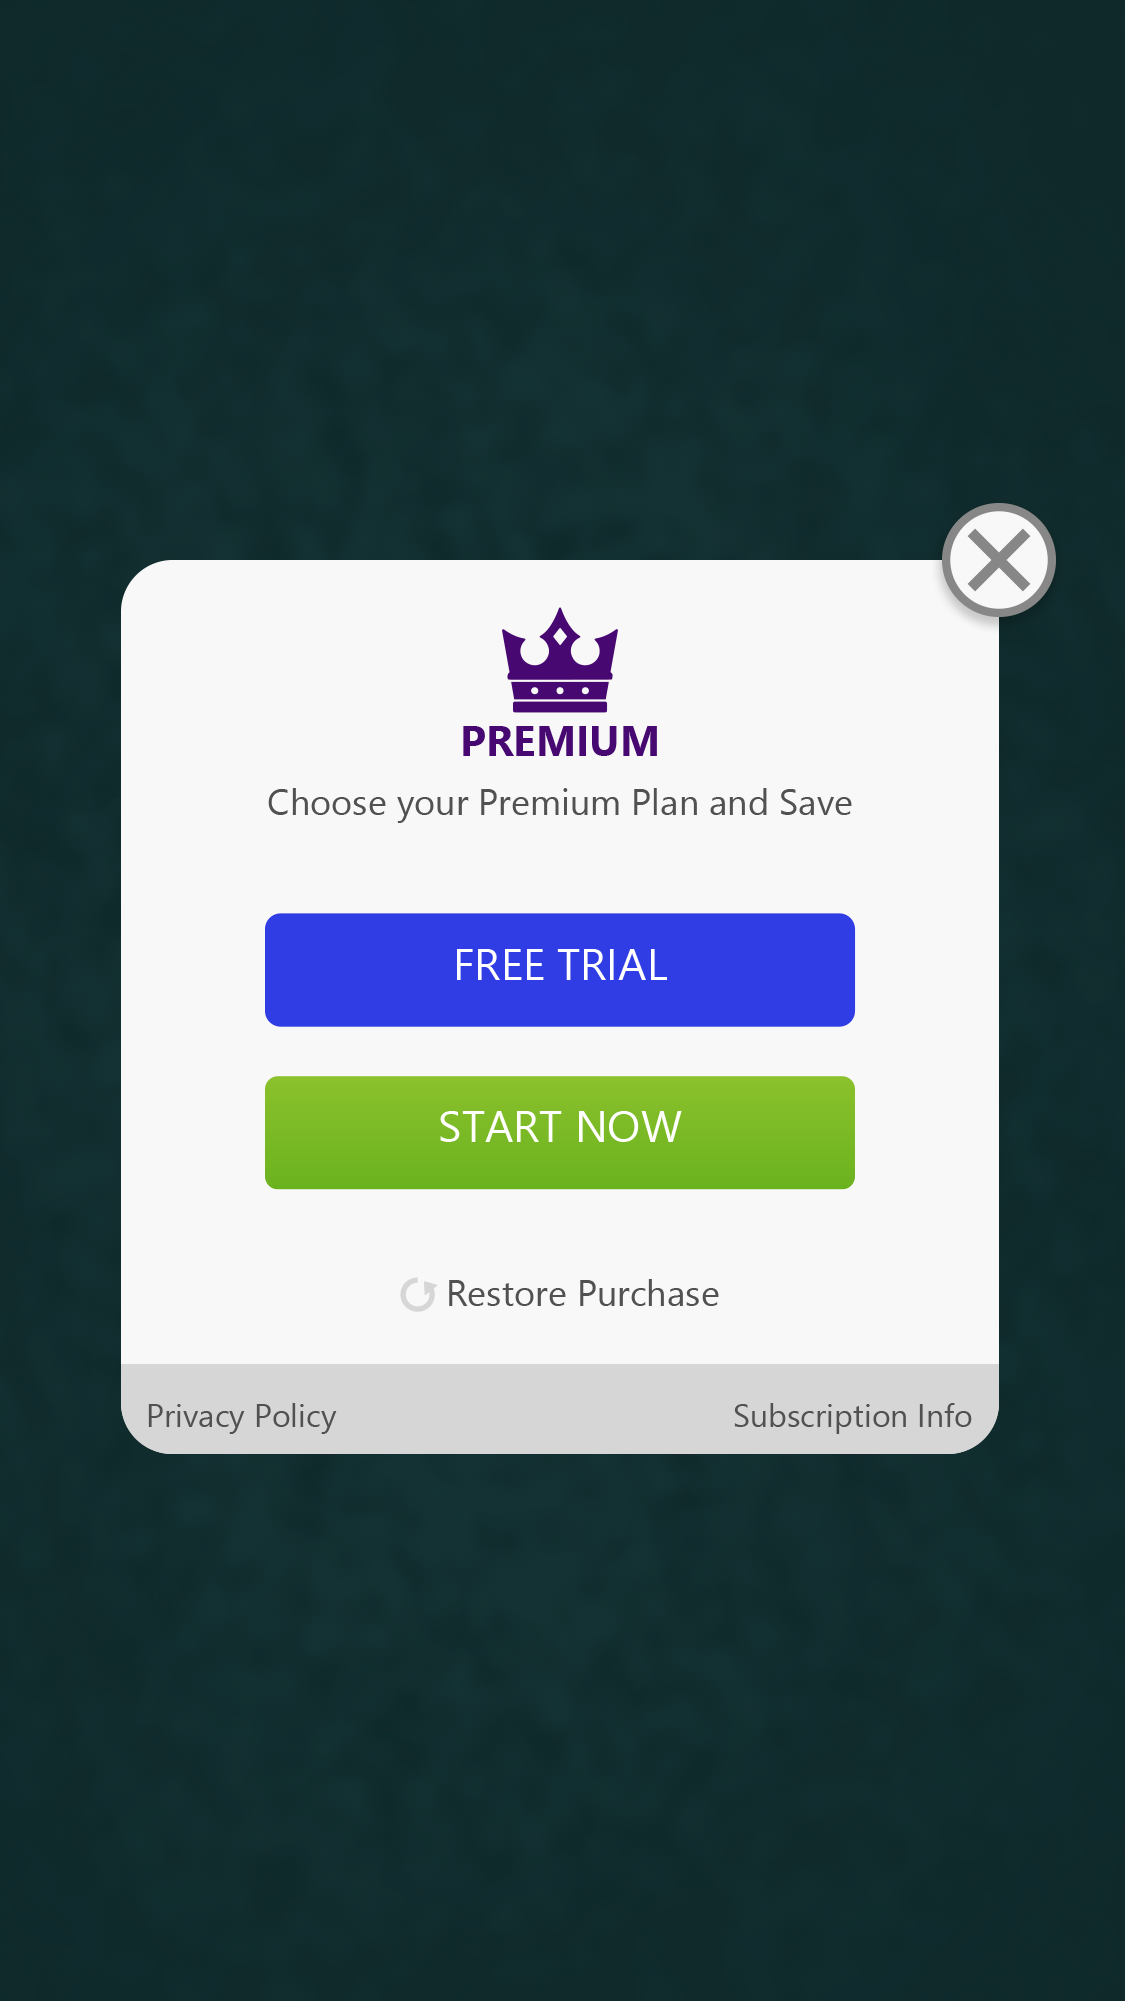 PREMIUM
Choose your Premium Plan and Save
FREE TRIAL
START NOW
Restore Purchase
Privacy Policy
Subscription Info